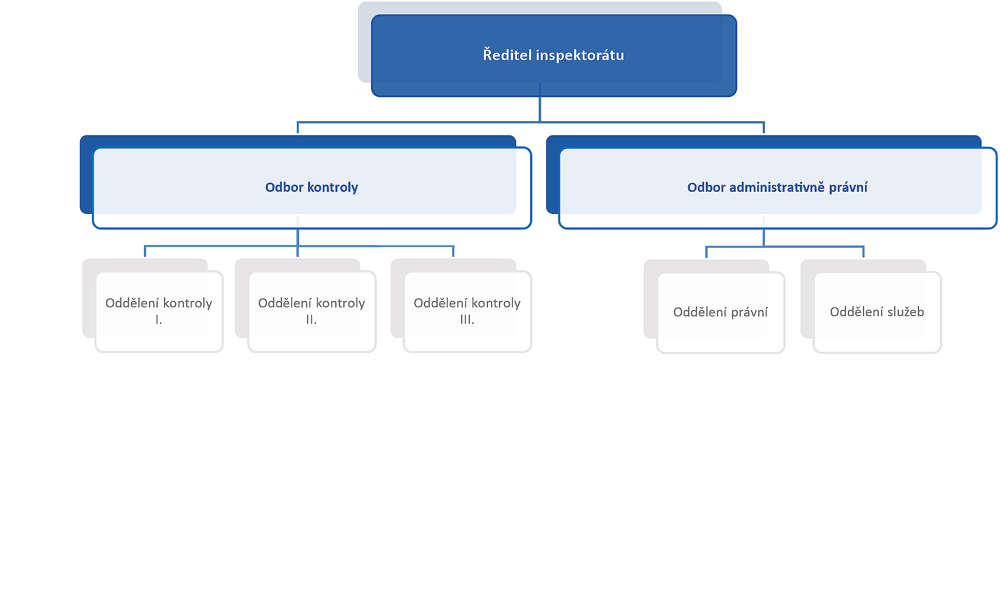 Ředitel inspektorátu
Odbor kontroly
Odbor administrativně právní
Oddělení kontroly
I.
Oddělení kontroly
II.
Oddělení kontroly
III.
Oddělení právní
Oddělení služeb